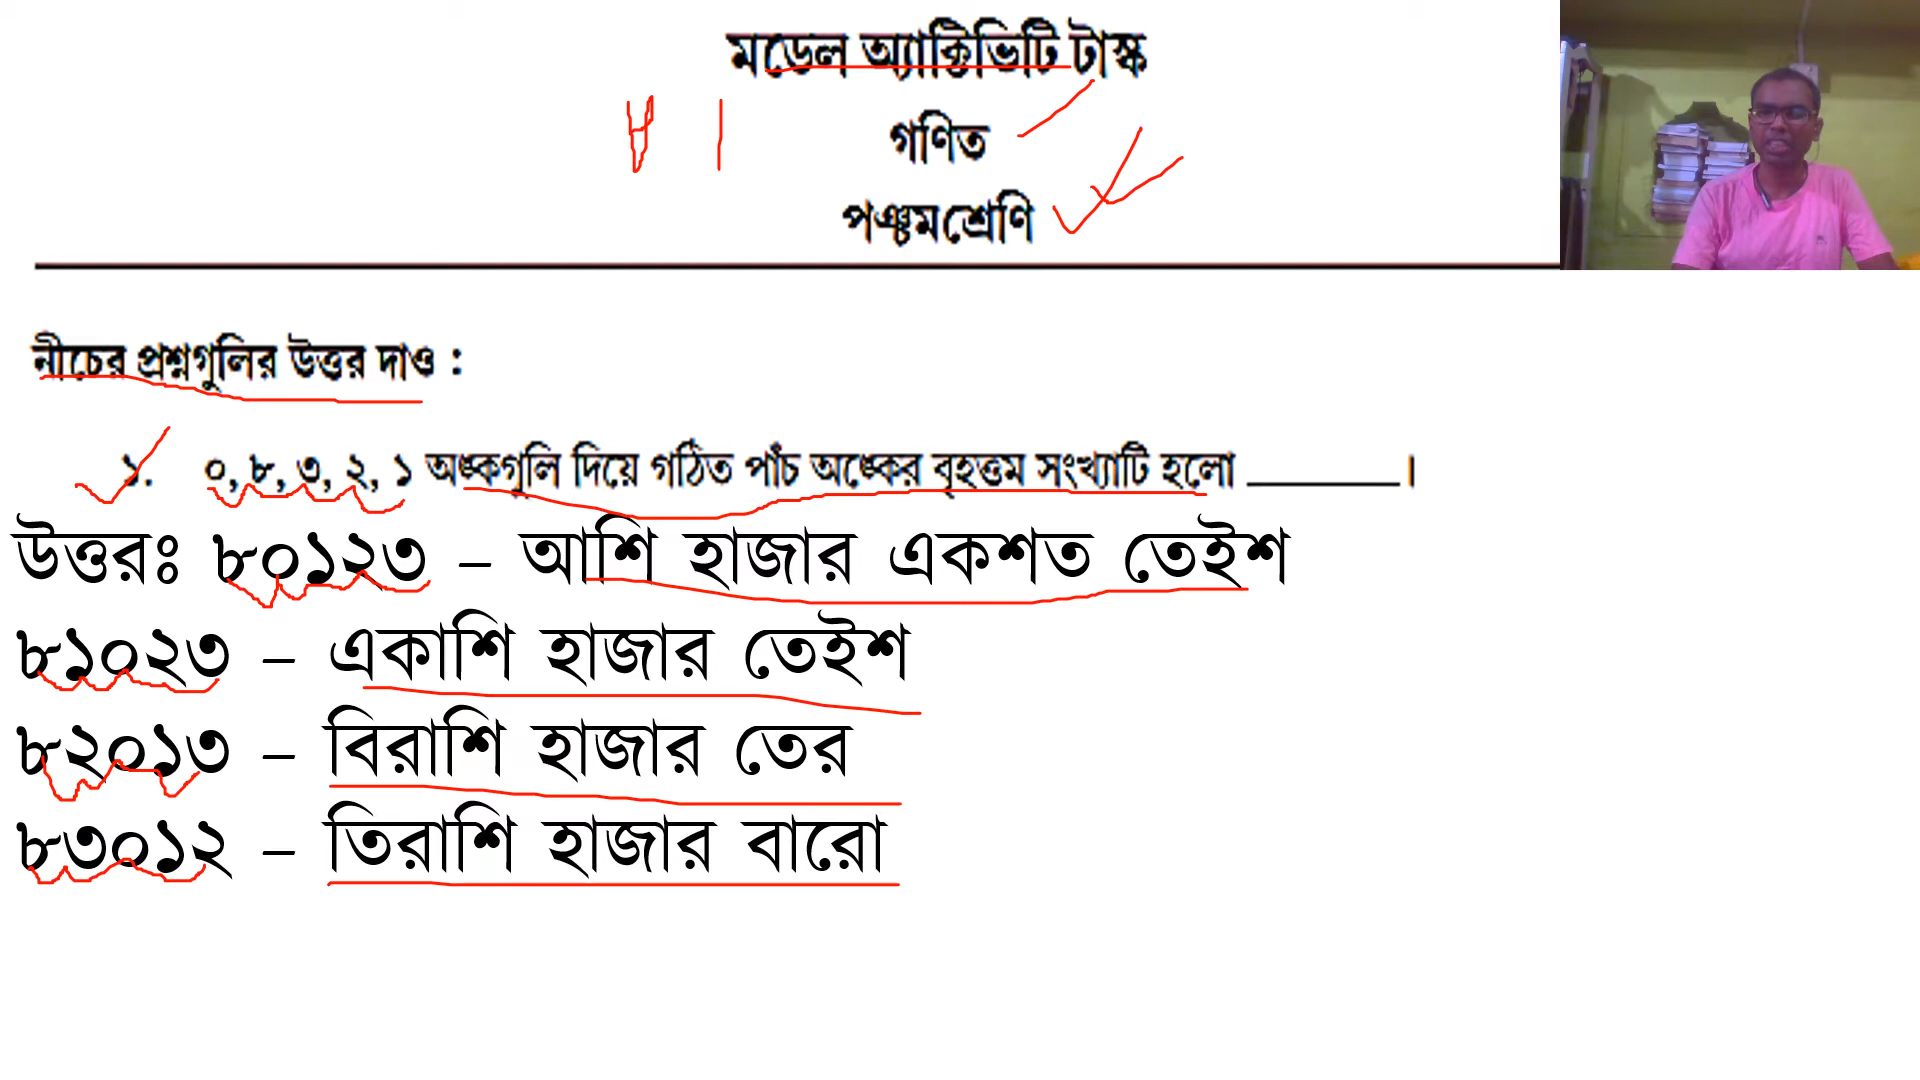 মডেল অ্যাক্টিভিটি টাস্ক
গণিত
পঞ্চমশ্রেণি
নীচের প্রশ্নগুলির উত্তর দাও :
১. ০, ৮, ৩, ২, ১ অঙ্কগুলি দিয়ে গঠিত পাঁচ অঙ্কের বৃহত্তম সংখ্যাটি হলো ________ ।
উত্তরঃ ৮০১২৩ – আশি হাজার একশত তেইশ
৮১০২৩ – একাশি হাজার তেইশ
৮২০১৩ – বিরাশি হাজার তের
৮৩০১২ – তিরাশি হাজার বারো